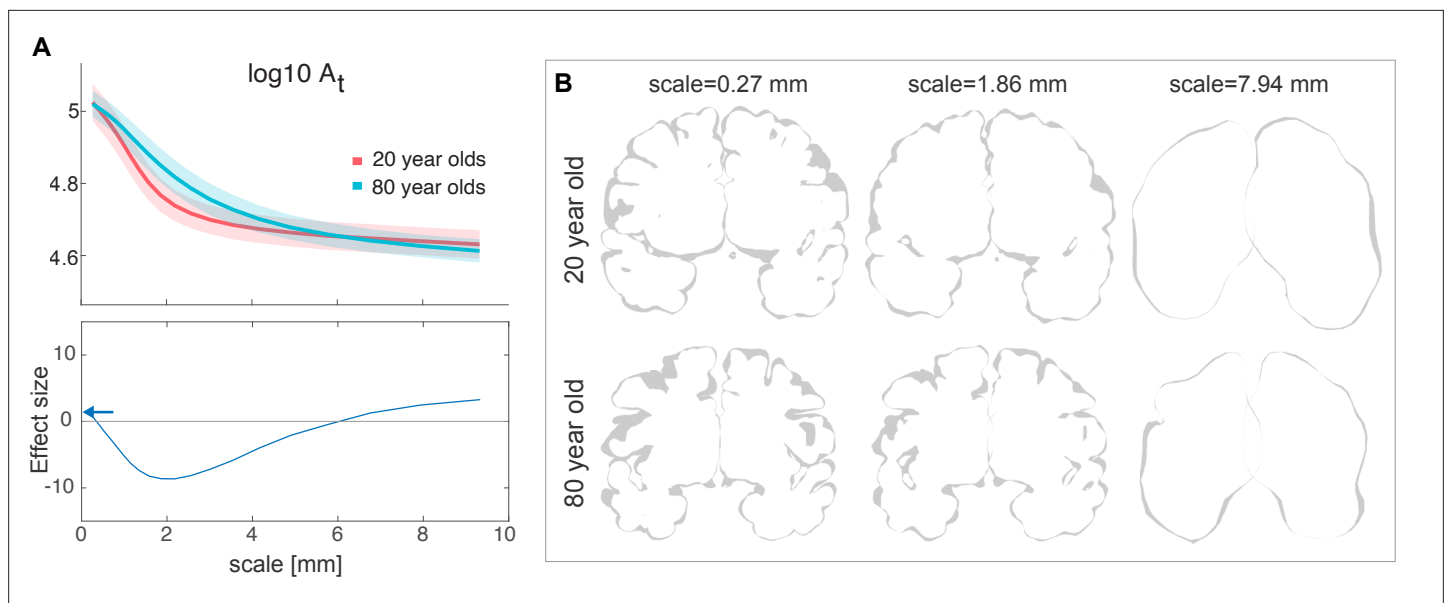 A
log10 At
5
4.8
4.6
20 year olds
80 year olds
Effect size
10
0
-10
0 2 4 6 8 10
scale [mm]
B
scale=0.27 mm scale=1.86 mm scale=7.94 mm
20 year old
80 year old